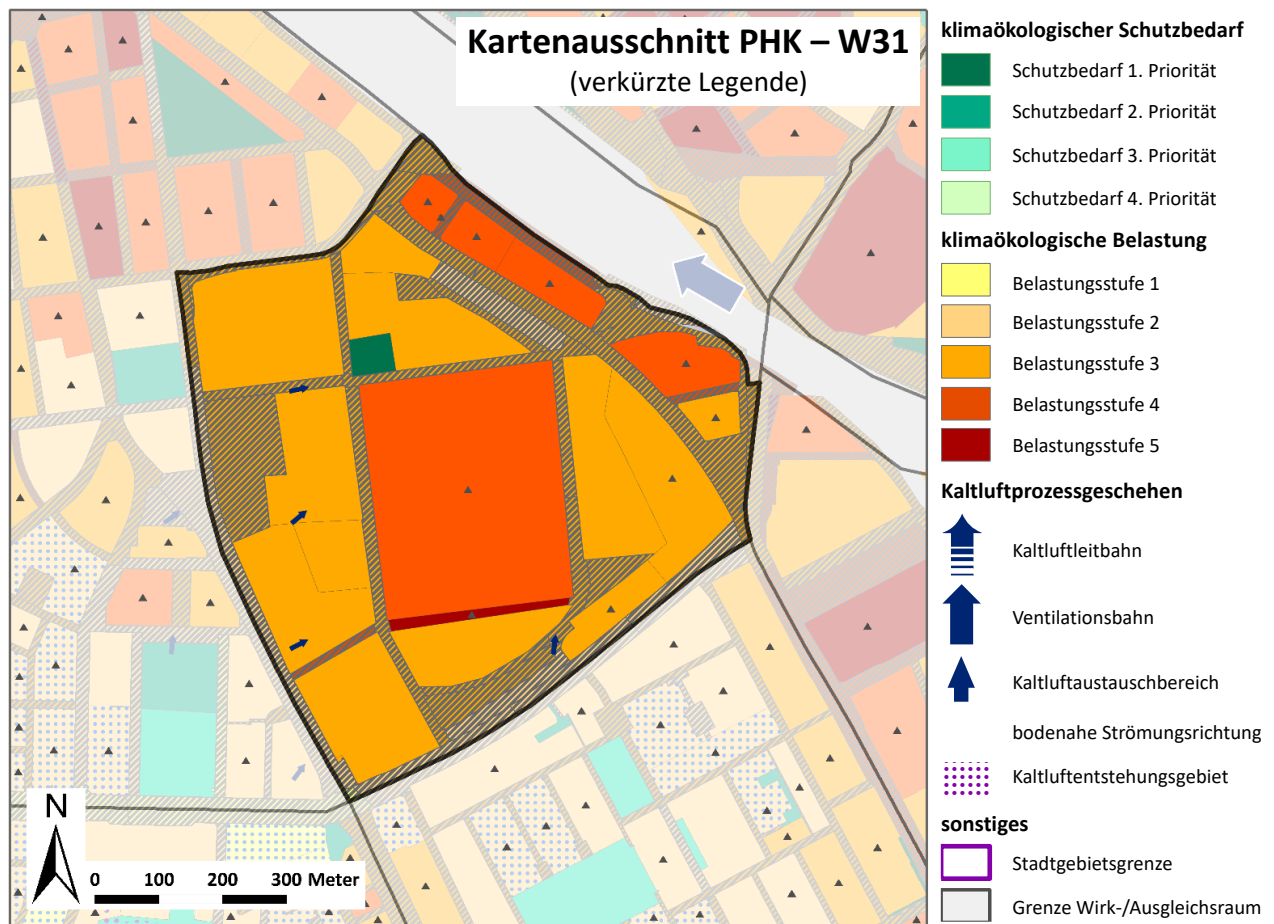 Kartenausschnitt PHK – W31
(verkürzte Legende)
klimaökologischer Schutzbedarf
Schutzbedarf 1. Priorität
Schutzbedarf 2. Priorität
Schutzbedarf 3. Priorität
Schutzbedarf 4. Priorität
klimaökologische Belastung
Belastungsstufe 1
Belastungsstufe 2
Belastungsstufe 3
Belastungsstufe 4
Belastungsstufe 5
Kaltluftprozessgeschehen
Kaltluftleitbahn
Ventilationsbahn
Kaltluftaustauschbereich
bodenahe Strömungsrichtung
Kaltluftentstehungsgebiet
sonstiges
Stadtgebietsgrenze
Grenze Wirk-/Ausgleichsraum
N
0 100 200 300 Meter